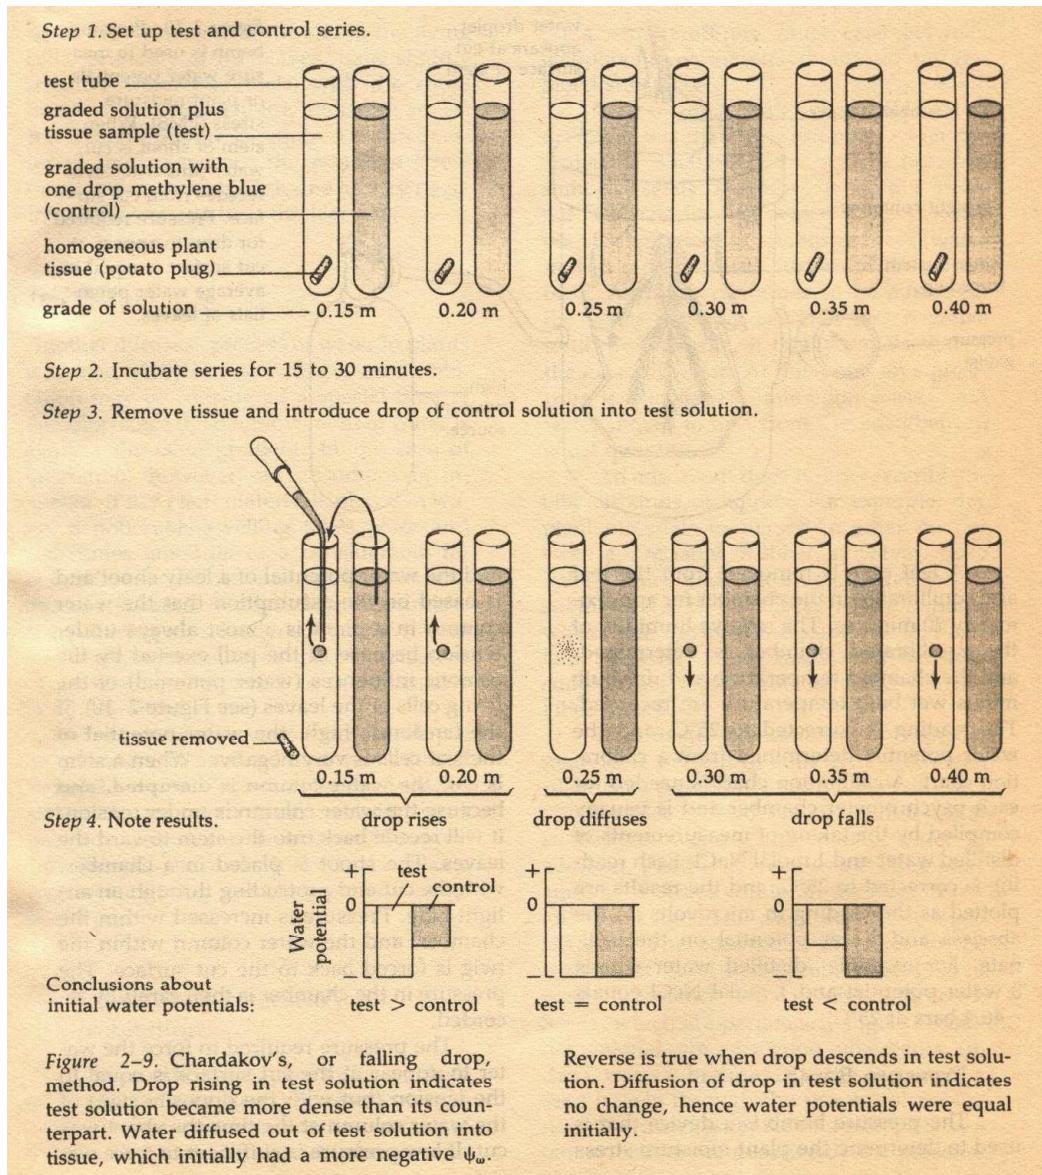 Step 1. Set up test and control series.
test tube
graded solution plus
tissue sample (test)
graded solution with
one drop methylene blue
(control)
homogeneous plant
tissue (potato plug)
grade of solution
0.15 m 0.20 m 0.25 m 0.30 m 0.35 m 0.40 m
Step 2. Incubate series for 15 to 30 minutes.
Step 3. Remove tissue and introduce drop of control solution into test solution.
tissue removed
0.15 m 0.20 m 0.25 m 0.30 m 0.35 m 0.40 m
Step 4. Note results. drop rises drop diffuses drop falls
+ + +
test
control
0 0 0
Water
potential
- - -
Conclusions about
initial water potentials: test > control test = control test < control
Figure 2–9. Chardakov's, or falling drop,
method. Drop rising in test solution indicates
test solution became more dense than its coun-
terpart. Water diffused out of test solution into
tissue, which initially had a more negative ψω.
Reverse is true when drop descends in test solu-
tion. Diffusion of drop in test solution indicates
no change, hence water potentials were equal
initially.